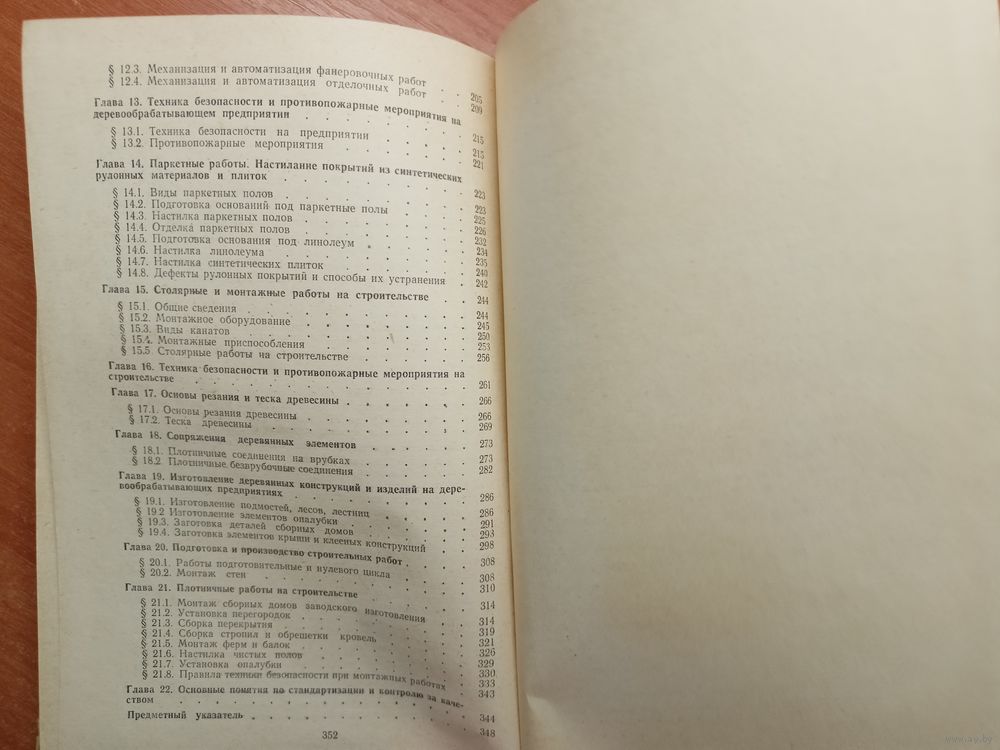 § 12.3. Механизация и автоматизация фанеровочных работ . . 205
§ 12.4. Механизация и автоматизация отделочных работ . . 209
Глава 13. Техника безопасности и противопожарные мероприятия на
деревообрабатывающем предприятии . . . . . . . 215
§ 13.1. Техника безопасности на предприятии . . . . . 215
§ 13.2. Противопожарные мероприятия . . . . . . 221
Глава 14. Паркетные работы. Настилание покрытий из синтетических
рулонных материалов и плиток . . . . . . . . 223
§ 14.1. Виды паркетных полов . . . . . . . . 223
§ 14.2. Подготовка оснований под паркетные полы . . . . 225
§ 14.3. Настилка паркетных полов . . . . . . . 226
§ 14.4. Отделка паркетных полов . . . . . . . 232
§ 14.5. Подготовка основания под линолеум . . . . . 234
§ 14.6. Настилка линолеума . . . . . . . . 235
§ 14.7. Настилка синтетических плиток . . . . . . 240
§ 14.8. Дефекты рулонных покрытий и способы их устранения . 242
Глава 15. Столярные и монтажные работы на строительстве . . 244
§ 15.1. Общие сведения . . . . . . . . . 244
§ 15.2. Монтажное оборудование . . . . . . . 245
§ 15.3. Виды канатов . . . . . . . . . 250
§ 15.4. Монтажные приспособления . . . . . . 253
§ 15.5 Столярные работы на строительстве . . . . . 256
Глава 16. Техника безопасности и противопожарные мероприятия на
строительстве . . . . . . . . . . . . 261
Глава 17. Основы резания и теска древесины . . . . . . 266
§ 17.1. Основы резания древесины . . . . . . . 266
§ 17.2. Теска древесины . . . . . . . . . 269
Глава 18. Сопряжения деревянных элементов . . . . . 273
§ 18.1. Плотничные соединения на врубках . . . . . 273
§ 18.2 Плотничные безврубочные соединения . . . . . 282
Глава 19. Изготовление деревянных конструкций и изделий на дере-
вообрабатывающих предприятиях . . . . . . . . 286
§ 19.1. Изготовление подмостей, лесов, лестниц . . . . . 286
§ 19.2 Изготовление элементов опалубки . . . . . . 291
§ 19.3. Заготовка деталей сборных домов . . . . . 293
§ 19.4. Заготовка элементов крыши и клееных конструкций . . 298
Глава 20. Подготовка и производство строительных работ . . . 308
§ 20.1. Работы подготовительные и нулевого цикла . . . . 308
§ 20.2. Монтаж стен . . . . . . . . . 310
Глава 21. Плотничные работы на строительстве . . . . . 314
§ 21.1. Монтаж сборных домов заводского изготовления . . 314
§ 21.2. Установка перегородок . . . . . . . 319
§ 21.3. Сборка перекрытия . . . . . . . . 321
§ 21.4. Сборка стропил и обрешетки кровель . . . . . 326
§ 21.5. Монтаж ферм и балок . . . . . . . 329
§ 21.6. Настилка чистых полов . . . . . . . 330
§ 21.7. Установка опалубки . . . . . . . . 333
§ 21.8. Правила техники безопасности при монтажных работах . 343
Глава 22. Основные понятия по стандартизации и контролю за каче-
ством . . . . . . . . . . . . . . 344
Предметный указатель . . . . . . . . . . 348
352
www.ay.by